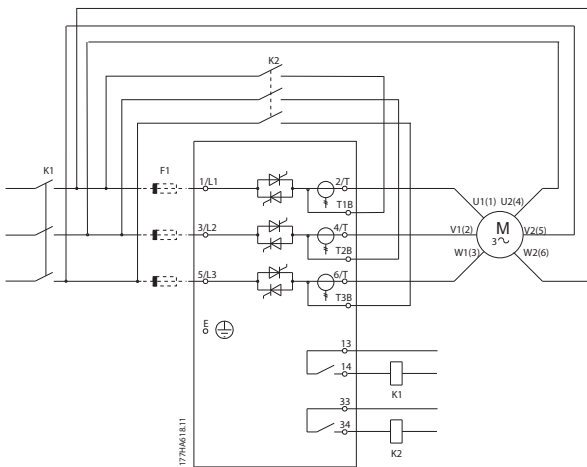 K2
K1
F1
1/L1
2/T
T1B
3/L2
4/T
T2B
5/L3
6/T
T3B
U1(1)
U2(4)
V1(2)
M
3
V2(5)
W1(3)
W2(6)
E
13
14
K1
33
34
K2
177HA618.11